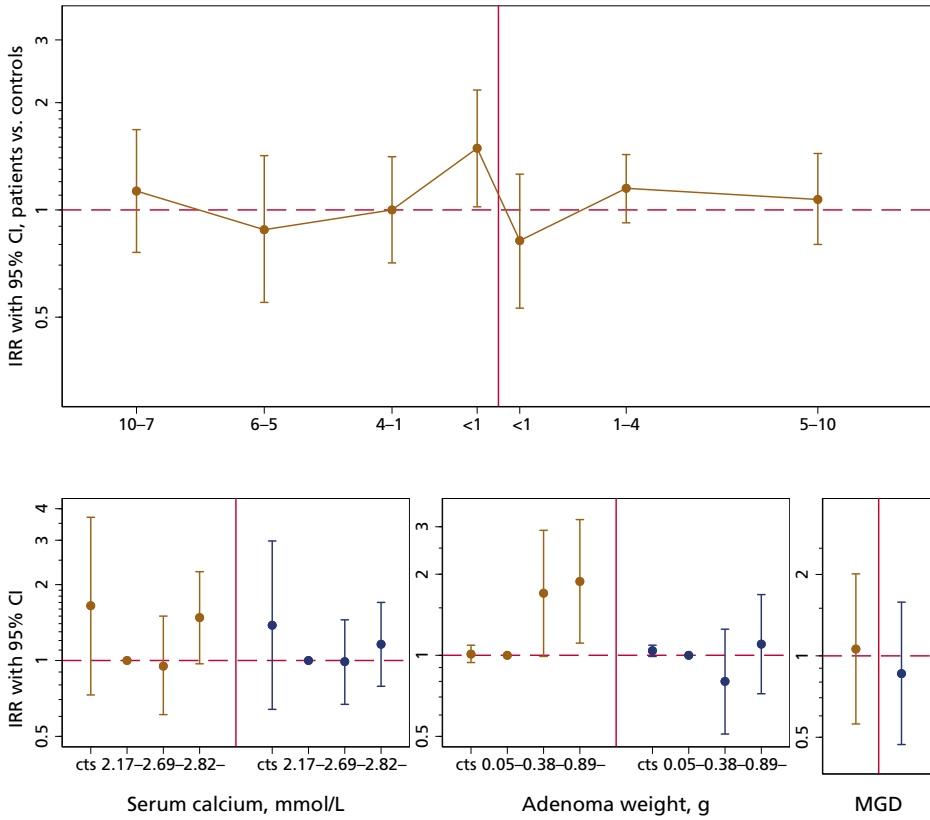 IRR with 95% CI, patients vs. controls
3
2
1
0.5
10–7 6–5 4–1 <1 <1 1–4 5–10
IRR with 95% CI
4
3
2
1
0.5
cts 2.17–2.69–2.82– cts 2.17–2.69–2.82–
Serum calcium, mmol/L
3
2
1
0.5
cts 0.05–0.38–0.89– cts 0.05–0.38–0.89–
Adenoma weight, g
2
1
0.5
MGD